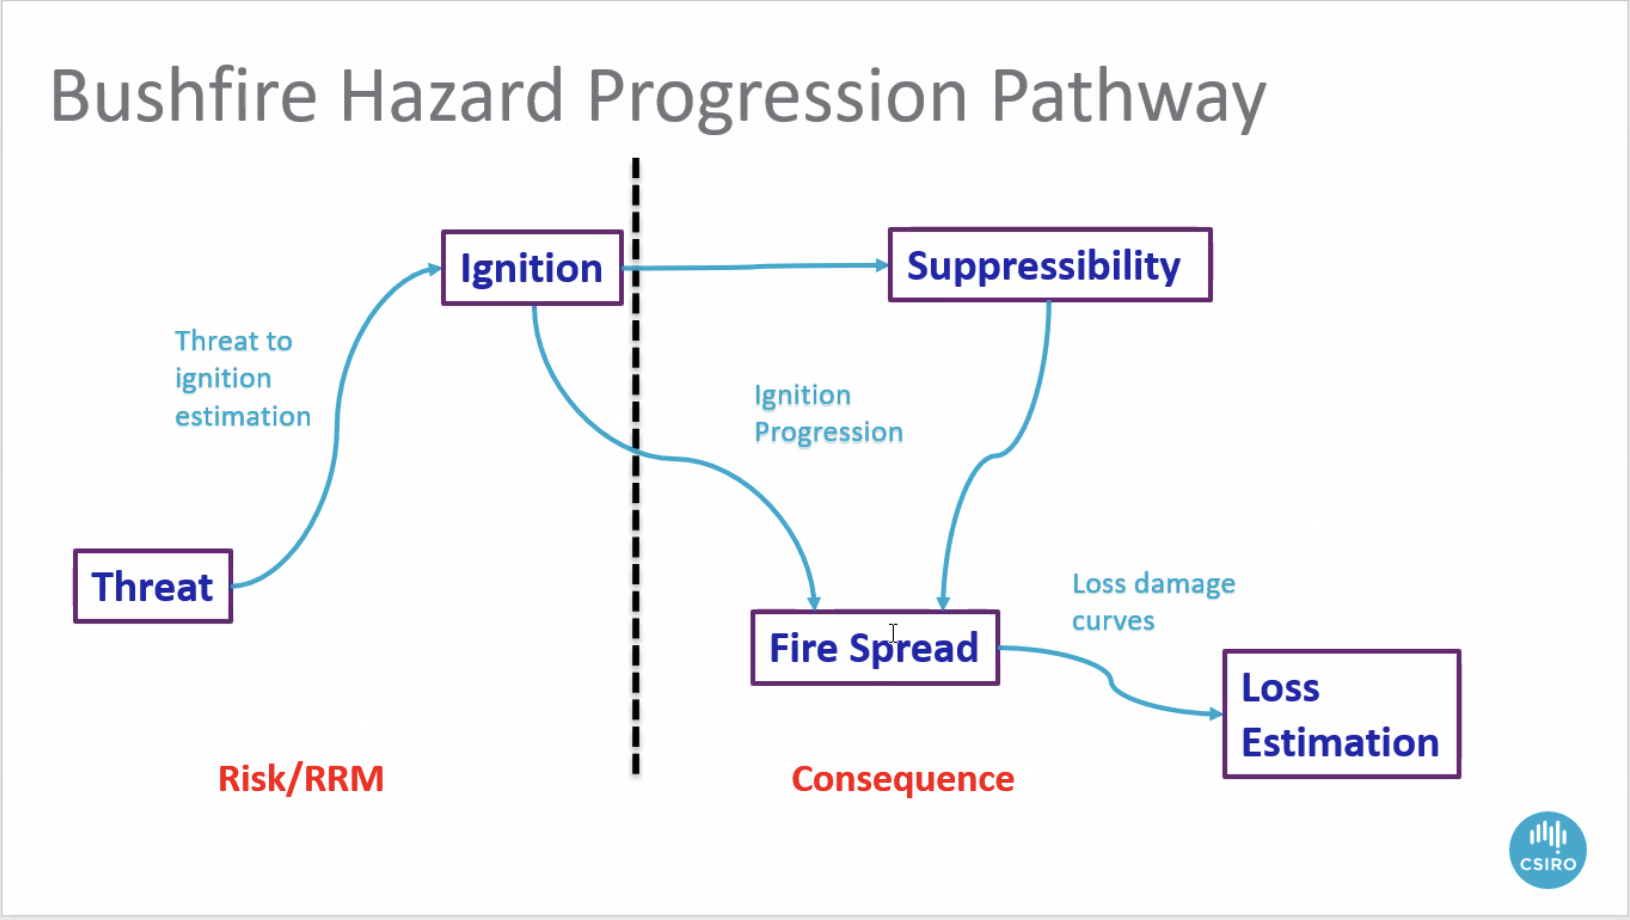 Bushfire Hazard Progression Pathway
Ignition
Suppressibility
Threat to
ignition
estimation
Ignition
Progression
Threat
Fire Spread
Loss damage
curves
Loss
Estimation
Risk/RRM
Consequence
CSIRO